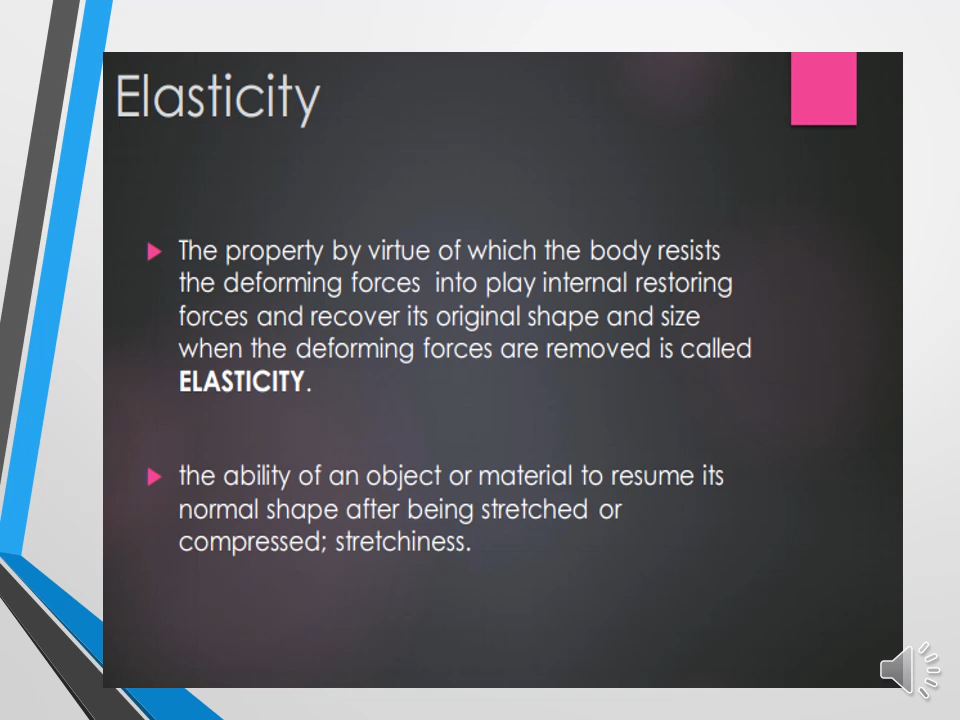 Elasticity
The property by virtue of which the body resists
the deforming forces into play internal restoring
forces and recover its original shape and size
when the deforming forces are removed is called
ELASTICITY.
the ability of an object or material to resume its
normal shape after being stretched or
compressed; stretchiness.